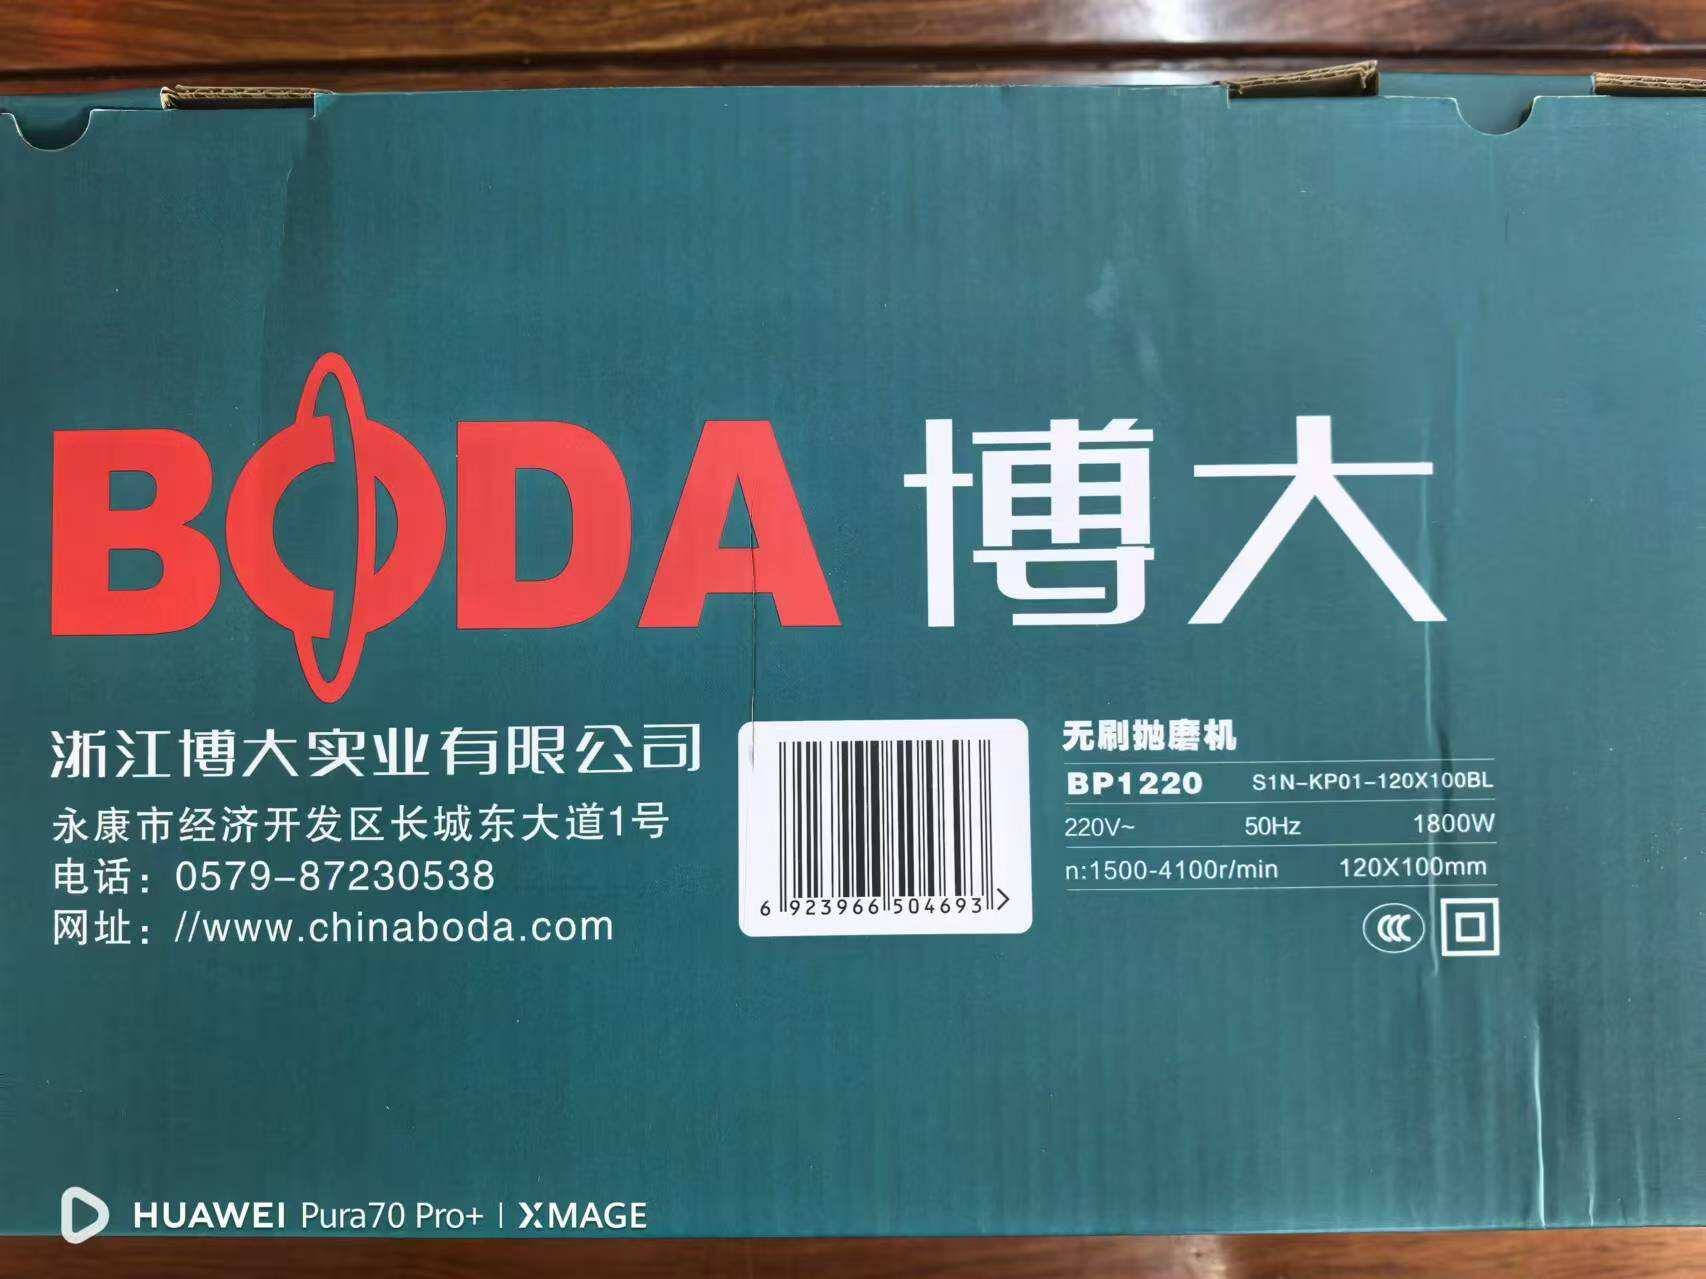 BODA 博大
浙江博大实业有限公司
永康市经济开发区长城东大道1号
电话：0579-87230538
网址：//www.chinaboda.com
6 923966 504693 >
无刷抛磨机
BP1220 S1N-KP01-120X100BL
220V~ 50Hz 1800W
n:1500-4100r/min 120X100mm
CCC
HUAWEI Pura70 Pro+ | XMAGE